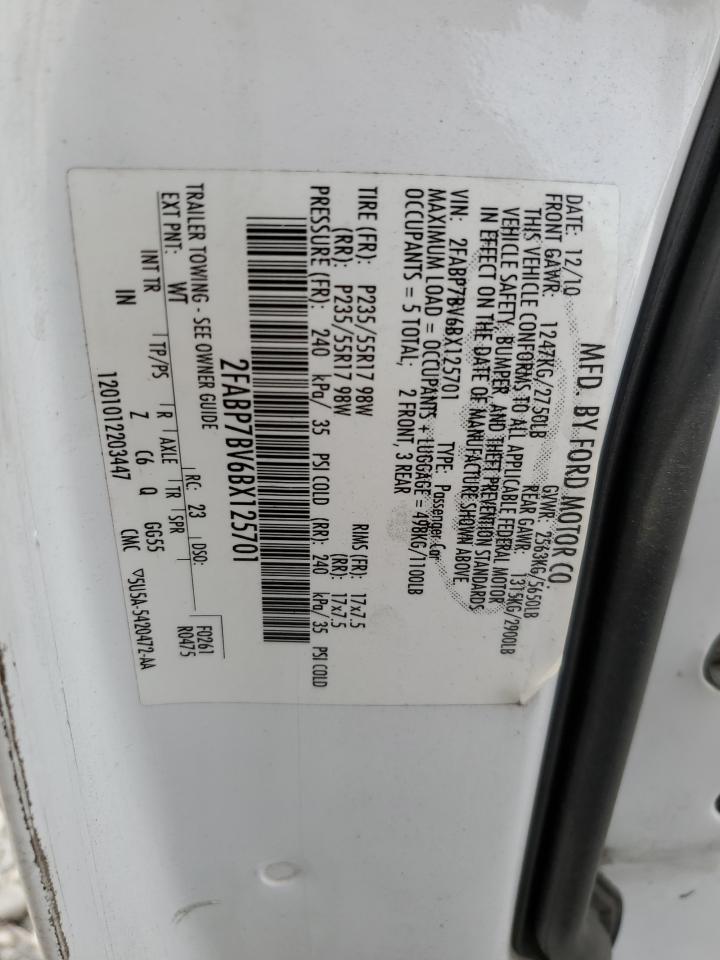 MFD. BY FORD MOTOR CO.
DATE: 12/10 GVWR: 2563KG/5650LB
FRONT GAWR: 1247KG/2750LB REAR GAWR: 1315KG/2900LB
THIS VEHICLE CONFORMS TO ALL APPLICABLE FEDERAL MOTOR
VEHICLE SAFETY, BUMPER, AND THEFT PREVENTION STANDARDS
IN EFFECT ON THE DATE OF MANUFACTURE SHOWN ABOVE.
VIN: 2FABP7BV6BX125701 TYPE: Passenger Car
MAXIMUM LOAD = OCCUPANTS + LUGGAGE = 498KG/1100LB
OCCUPANTS = 5 TOTAL; 2 FRONT, 3 REAR
TIRE (FR): P235/55R17 98W RIMS (FR): 17x7.5
(RR): P235/55R17 98W (RR): 17x7.5
PRESSURE (FR): 240 kPa/ 35 PSI COLD (RR): 240 kPa/ 35 PSI COLD
2FABP7BV6BX125701
TRAILER TOWING - SEE OWNER GUIDE
EXT PNT: WT RC: 23 DSO: F0261
R0475
INT TR TP/PS R AXLE TR SPR
IN Z C6 Q GG55 CMC ▽5U5A-5420472-AA
1201012203447